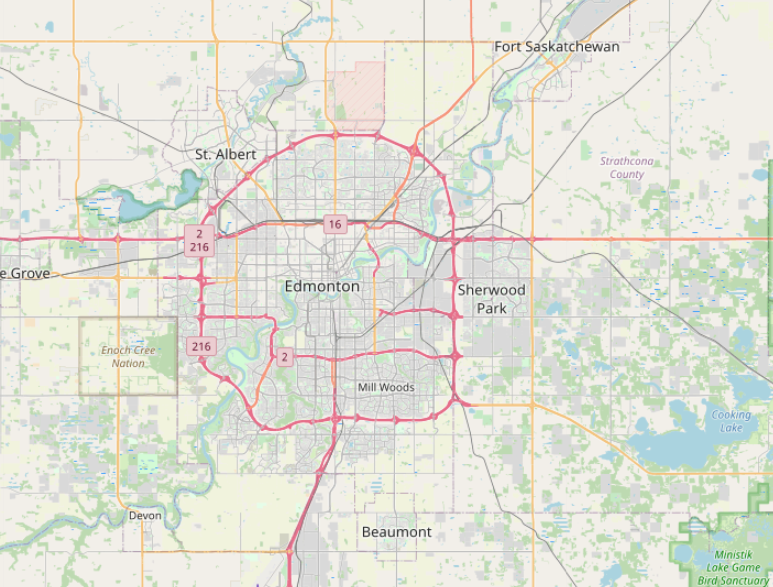 Fort Saskatchewan
St. Albert
Strathcona
County
16
2
216
e Grove
Edmonton
Sherwood
Park
216
Enoch Cree
Nation
2
Mill Woods
Cooking
Lake
Devon
Beaumont
Ministik
Lake Game
Bird Sanctuar